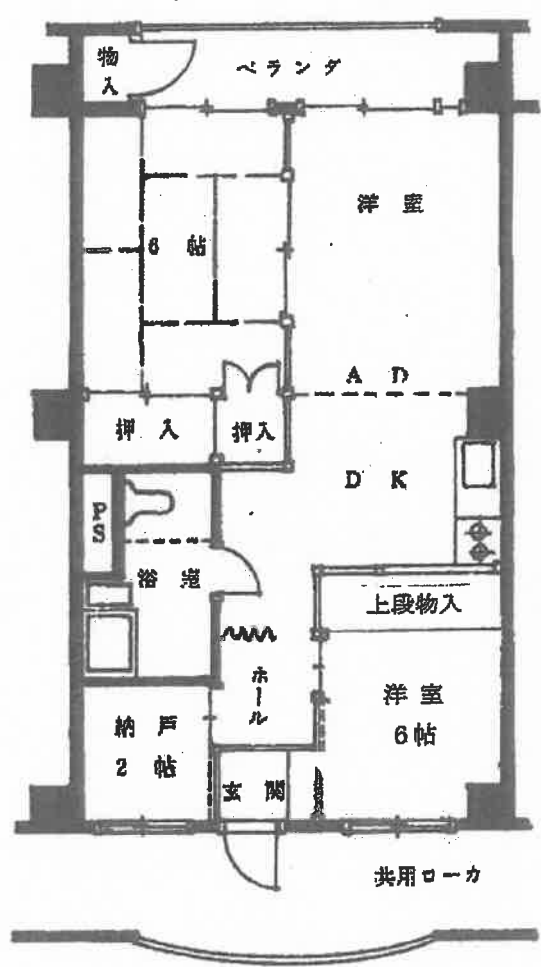 物入
ベランダ
洋室
6 帖
A D
押 入
押入
D K
P.S
浴 室
上段物入
ホール
洋 室
6帖
納 戸
2 帖
玄 関
共用ローカ